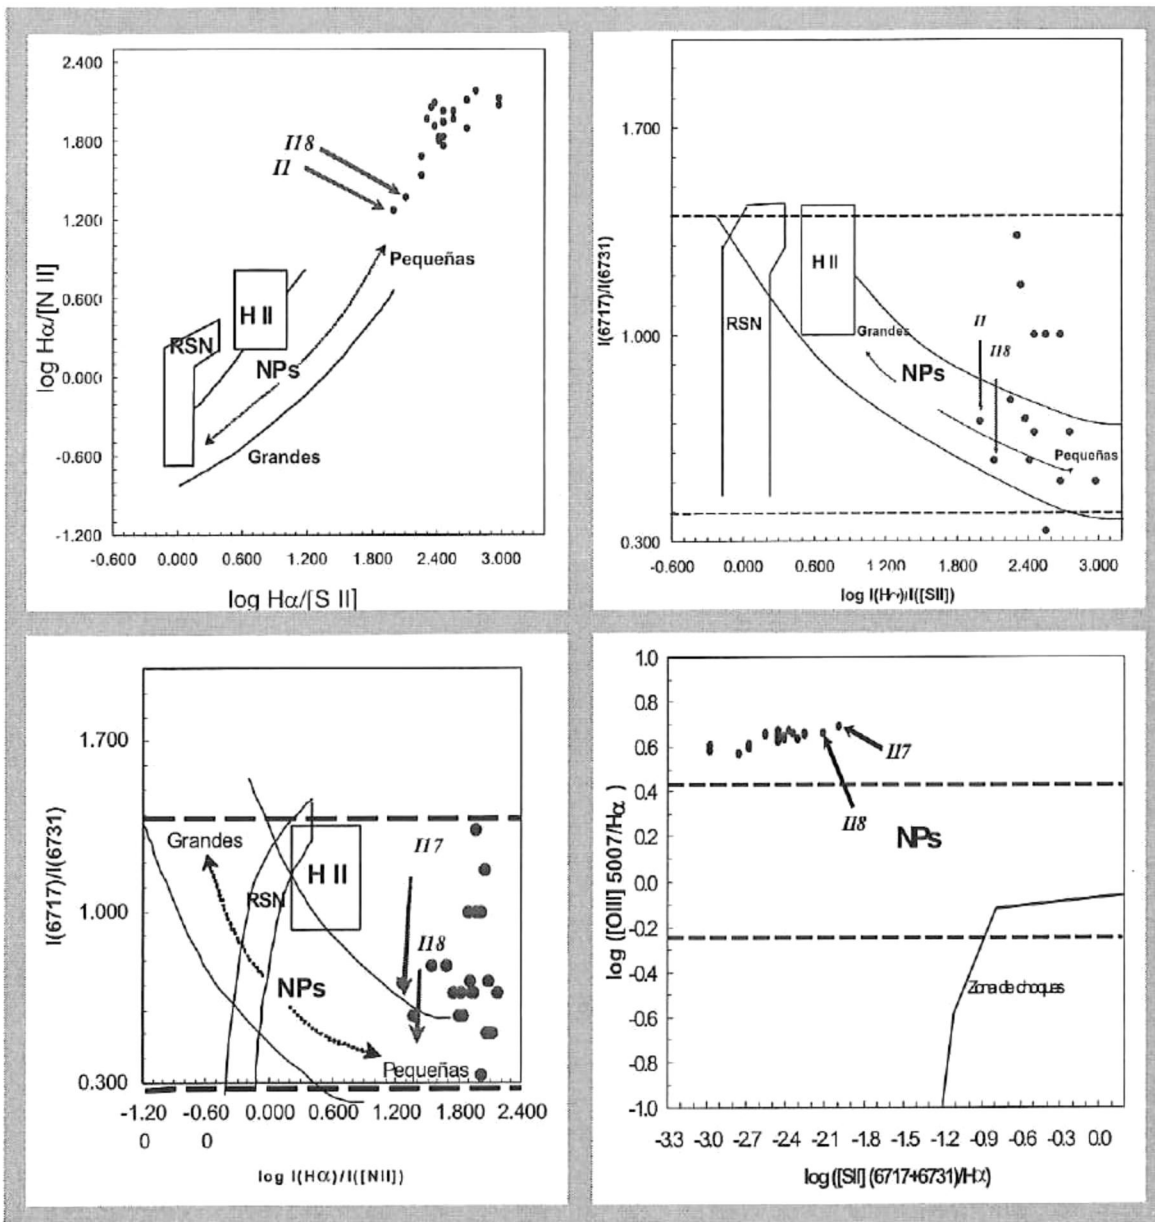 2.400
1.800
1.200
0.600
0.000
-0.600
-1.200
log Hα/[N II]
I18
I1
Pequeñas
H II
RSN
NPs
Grandes
-0.600 0.000 0.600 1.200 1.800 2.400 3.000
log Hα/[S II]
1.700
1.000
0.300
I(6717)/I(6731)
H II
RSN
Grandes
I1
I18
NPs
Pequeñas
-0.600 0.000 0.600 1.200 1.800 2.400 3.000
log I(Hα)/I([SII])
1.700
1.000
0.300
I(6717)/I(6731)
Grandes
H II
I17
RSN
I18
NPs
Pequeñas
-1.20 -0.60 0.000 0.600 1.200 1.800 2.400
0 0
log I(Hα)/I([NII])
1.0
0.8
0.6
0.4
0.2
0.0
-0.2
-0.4
-0.6
-0.8
-1.0
log ([OIII] 5007/Hα)
I17
I18
NPs
Zona de choques
-3.3 -3.0 -2.7 -2.4 -2.1 -1.8 -1.5 -1.2 -0.9 -0.6 -0.3 0.0
log ([SII] (6717+6731)/Hα)